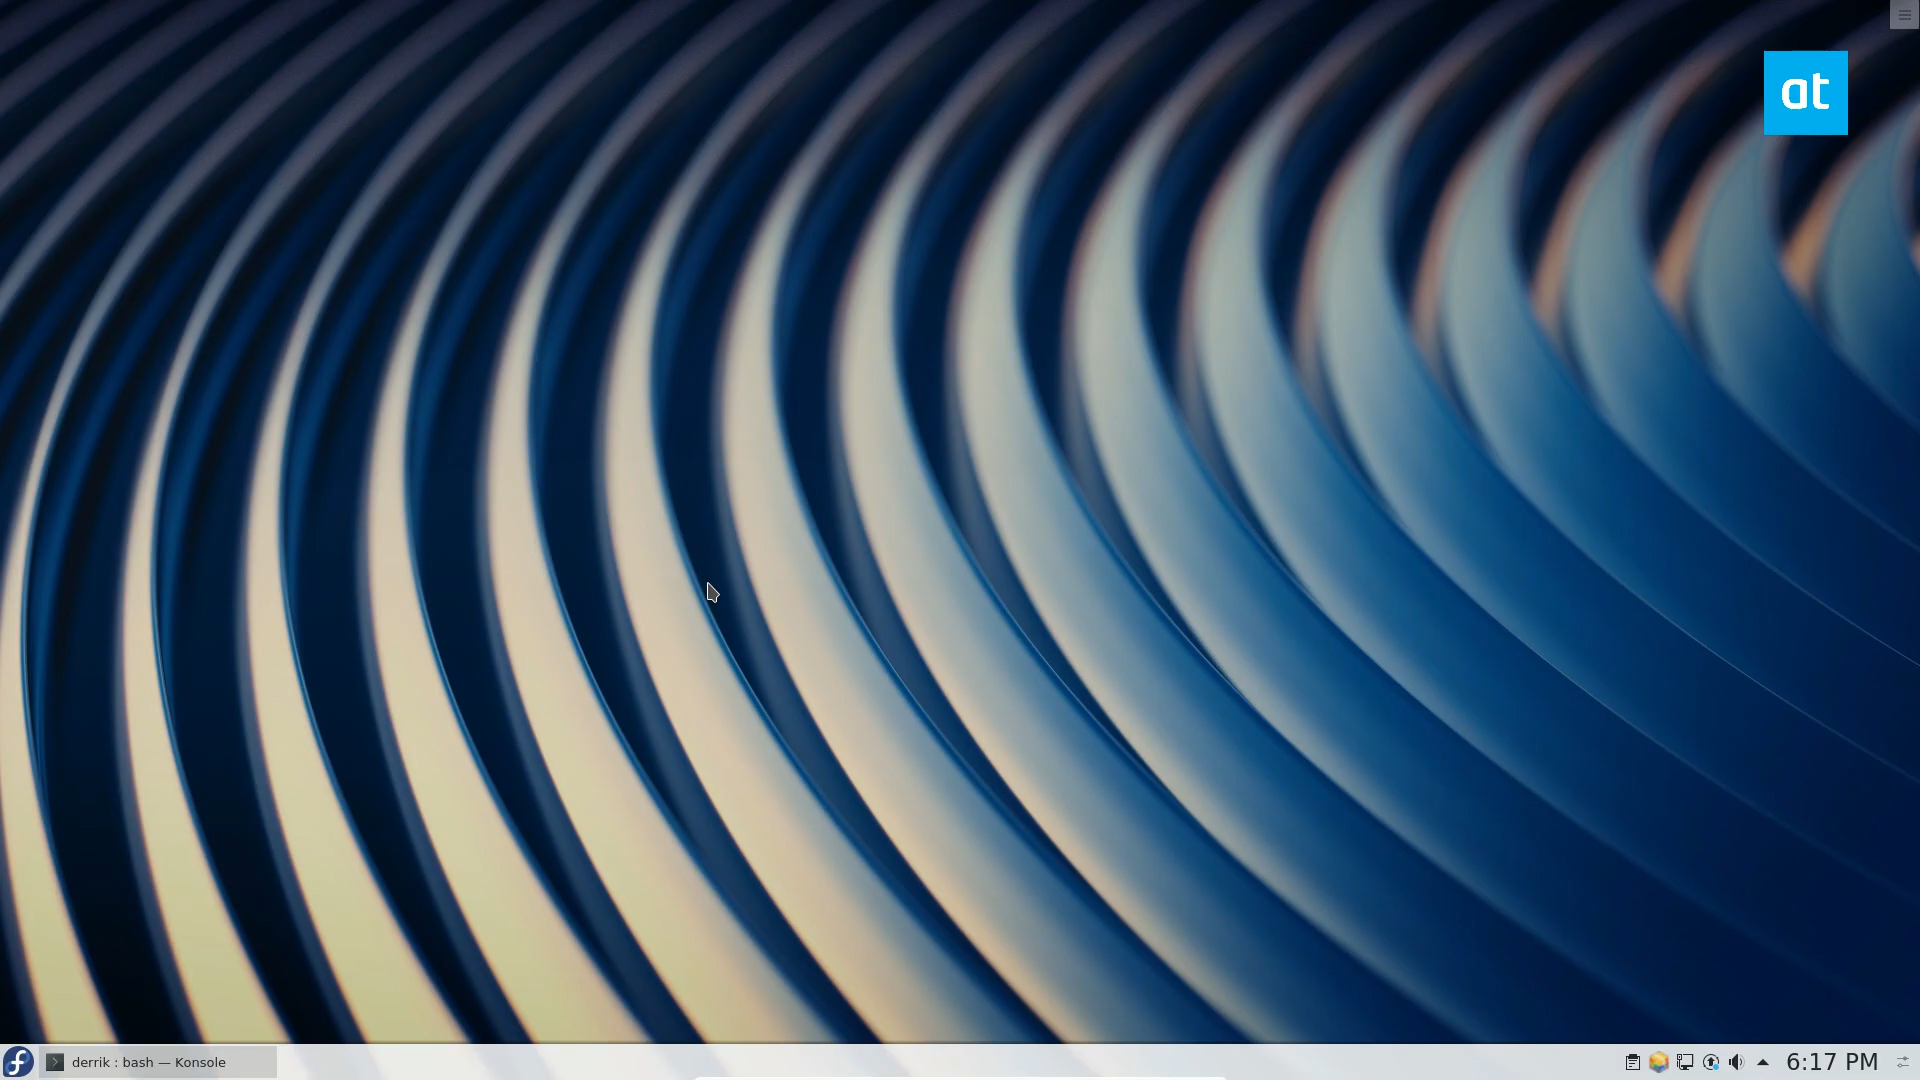 at
derrik : bash — Konsole
6:17 PM